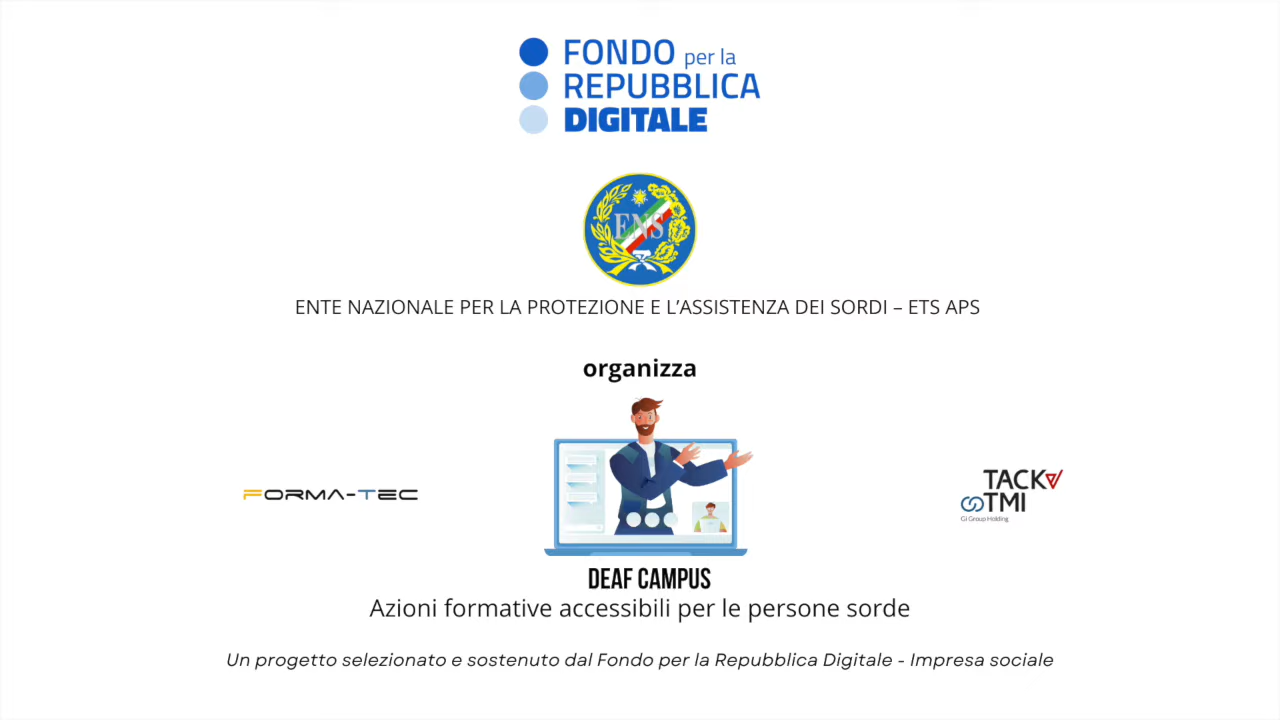 FONDO per la
REPUBBLICA
DIGITALE
ENS
ENTE NAZIONALE PER LA PROTEZIONE E L’ASSISTENZA DEI SORDI – ETS APS
organizza
FORMA-TEC
TACK
TMI
Gi Group Holding
DEAF CAMPUS
Azioni formative accessibili per le persone sorde
Un progetto selezionato e sostenuto dal Fondo per la Repubblica Digitale - Impresa sociale